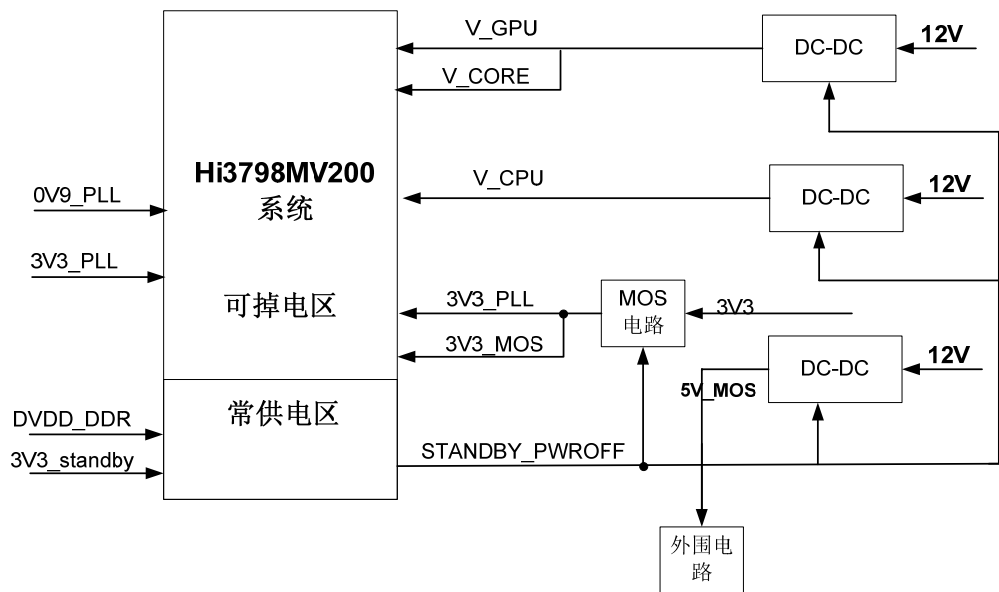 V_GPU
DC-DC
12V
V_CORE
Hi3798MV200
系统
0V9_PLL
V_CPU
DC-DC
12V
3V3_PLL
可掉电区
3V3_PLL
MOS
电路
3V3
3V3_MOS
DC-DC
12V
5V_MOS
常供电区
DVDD_DDR
3V3_standby
STANDBY_PWROFF
外围电
路